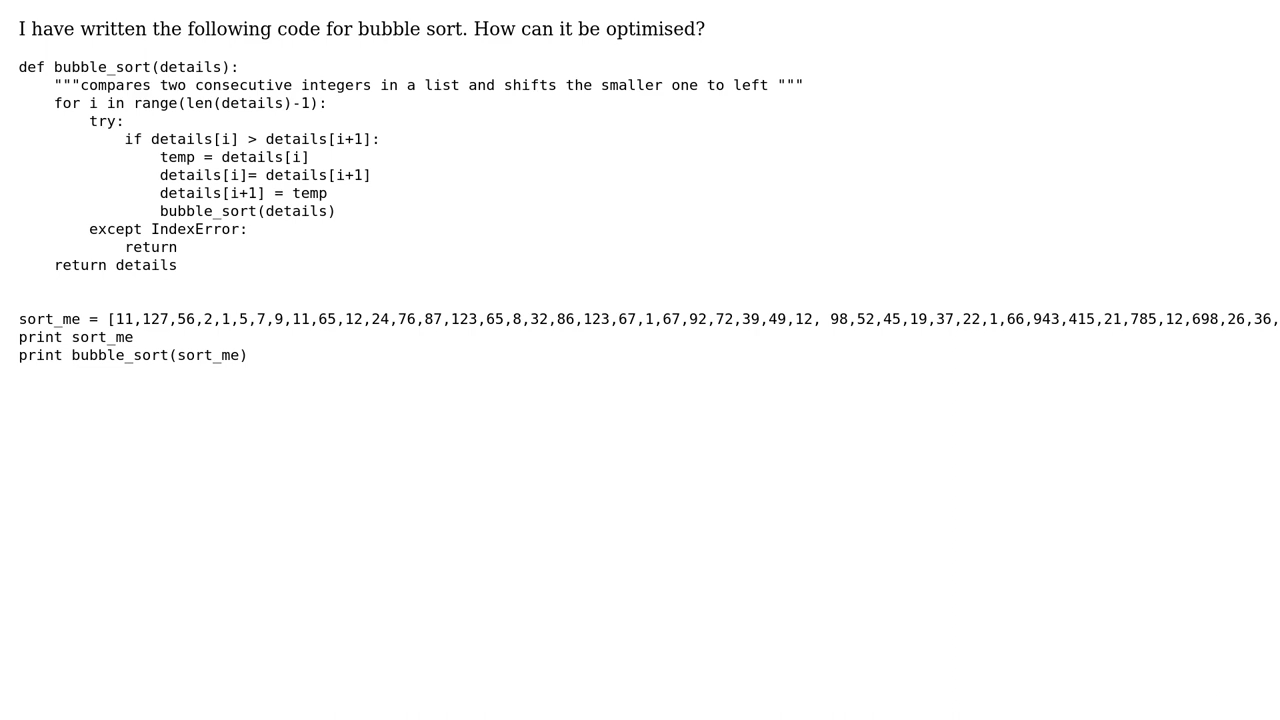 I have written the following code for bubble sort. How can it be optimised?
def bubble_sort(details):
    """compares two consecutive integers in a list and shifts the smaller one to left """
    for i in range(len(details)-1):
        try:
            if details[i] > details[i+1]:
                temp = details[i]
                details[i]= details[i+1]
                details[i+1] = temp
                bubble_sort(details)
        except IndexError:
            return
    return details
sort_me = [11,127,56,2,1,5,7,9,11,65,12,24,76,87,123,65,8,32,86,123,67,1,67,92,72,39,49,12, 98,52,45,19,37,22,1,66,943,415,21,785,12,698,26,36,
print sort_me
print bubble_sort(sort_me)